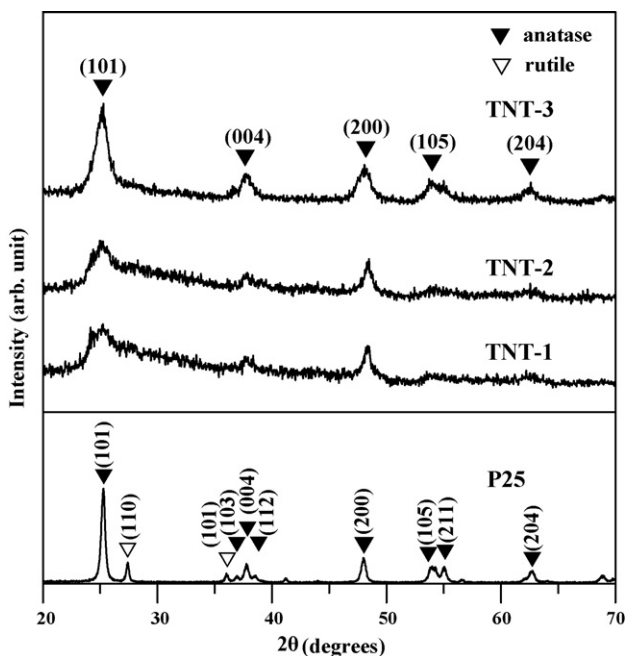 ▼ anatase
▽ rutile
TNT-3
(101)
(004)
(200)
(105)
(204)
TNT-2
TNT-1
Intensity (arb. unit)
P25
(101)
(110)
(101)
(103)
(004)
(112)
(200)
(105)
(211)
(204)
20 30 40 50 60 70
2θ (degrees)